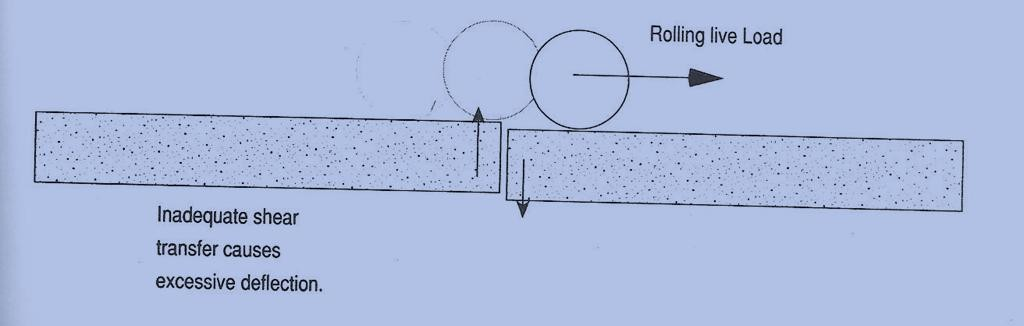 Rolling live Load
Inadequate shear
transfer causes
excessive deflection.